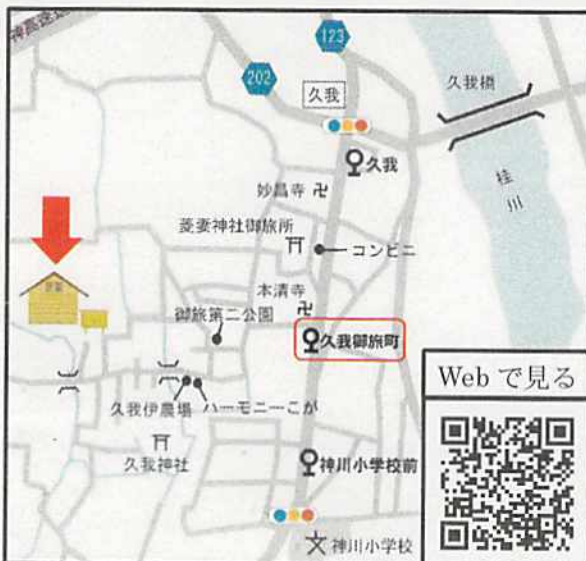 123
202
久我
久我橋
久我
桂川
妙昌寺
菱妻神社御旅所
コンビニ
本清寺
御旅第二公園
久我御旅町
久我伊農場
ハーモニーこが
久我神社
神川小学校前
神川小学校
Webで見る